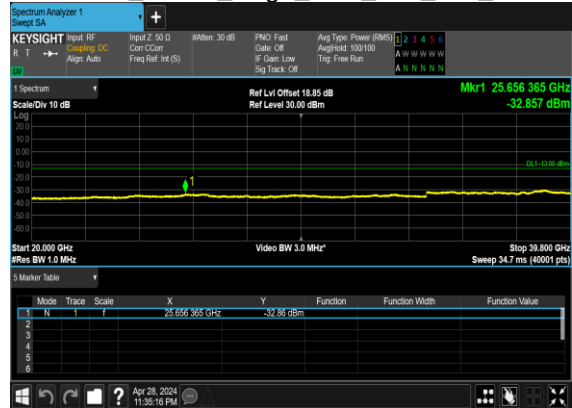 Spectrum Analyzer 1
Swept SA
+
KEYSIGHT Input: RF Input Z: 50 Ω #Atten: 30 dB PNO: Fast Avg Type: Power (RMS) 1 2 3 4 5 6
R T Coupling: DC Corr CCorr Gate: Off Avg|Hold: 100/100 A W W W W W
Align: Auto Freq Ref: Int (S) IF Gain: Low Trig: Free Run
Sig Track: Off A N N N N N
1 Spectrum Ref Lvl Offset 18.85 dB Mkr1 25.656 365 GHz
Scale/Div 10 dB Ref Level 30.00 dBm -32.857 dBm
Log
20.0
10.0
0.00
-10.0
DL1 -13.00 dBm
-20.0
1
-30.0
-40.0
-50.0
-60.0
Start 20.000 GHz Video BW 3.0 MHz* Stop 39.800 GHz
#Res BW 1.0 MHz Sweep 34.7 ms (40001 pts)
5 Marker Table
Mode Trace Scale X Y Function Function Width Function Value
1 N 1 f 25.656 365 GHz -32.86 dBm
2
3
4
5
6
? Apr 28, 2024
11:35:16 PM